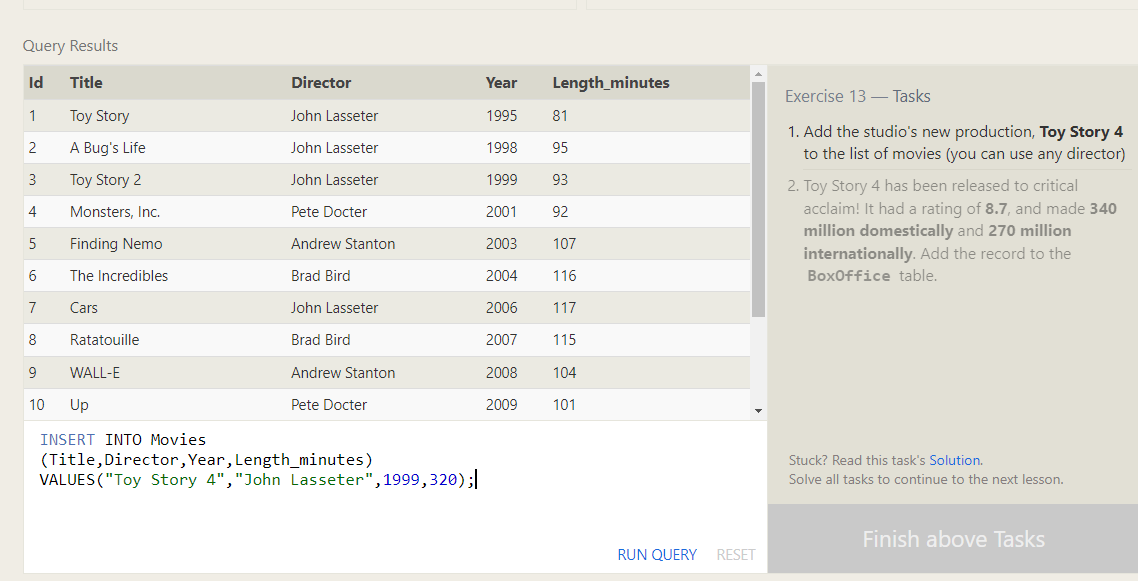 Query Results
Id Title Director Year Length_minutes
1 Toy Story John Lasseter 1995 81
2 A Bug's Life John Lasseter 1998 95
3 Toy Story 2 John Lasseter 1999 93
4 Monsters, Inc. Pete Docter 2001 92
5 Finding Nemo Andrew Stanton 2003 107
6 The Incredibles Brad Bird 2004 116
7 Cars John Lasseter 2006 117
8 Ratatouille Brad Bird 2007 115
9 WALL-E Andrew Stanton 2008 104
10 Up Pete Docter 2009 101
INSERT INTO Movies
(Title,Director,Year,Length_minutes)
VALUES("Toy Story 4","John Lasseter",1999,320);
RUN QUERY RESET
Exercise 13 — Tasks
1. Add the studio's new production, Toy Story 4
to the list of movies (you can use any director)
2. Toy Story 4 has been released to critical
acclaim! It had a rating of 8.7, and made 340
million domestically and 270 million
internationally. Add the record to the
BoxOffice table.
Stuck? Read this task's Solution.
Solve all tasks to continue to the next lesson.
Finish above Tasks